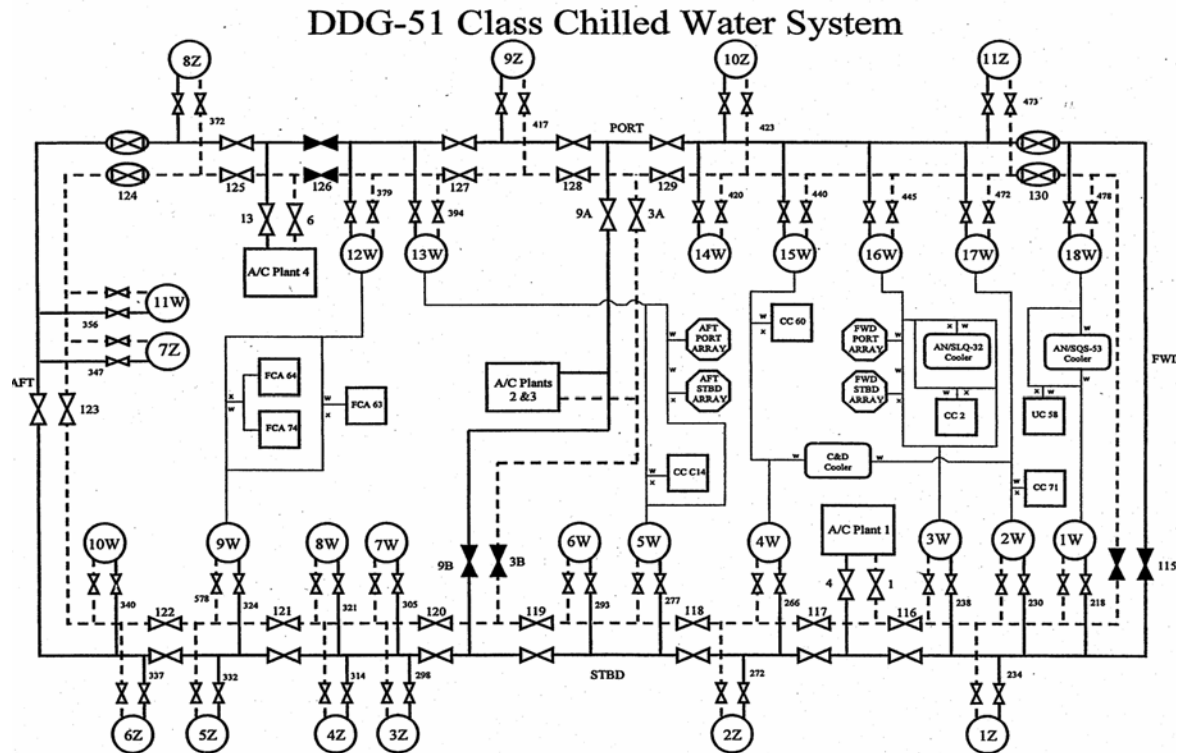 DDG-51 Class Chilled Water System
8Z
9Z
10Z
11Z
372
417
423
473
PORT
124
125
126
127
128
129
130
13
6
379
394
9A
3A
420
440
445
472
478
A/C Plant 4
12W
13W
14W
15W
16W
17W
18W
11W
356
7Z
347
AFT
123
FCA 64
FCA 74
FCA 63
w
x
w
x
A/C Plants
2 &3
w
AFT
PORT
ARRAY
w
x
AFT
STBD
ARRAY
w
x
CC C14
w
x
CC 60
w
FWD
PORT
ARRAY
w
x
FWD
STBD
ARRAY
x
w
AN/SLQ-32
Cooler
w
x
CC 2
w
AN/SQS-53
Cooler
w
w
x
UC 58
w
C&D
Cooler
w
w
x
CC 71
A/C Plant 1
10W
9W
8W
7W
9B
3B
6W
5W
4W
4
1
3W
2W
1W
115
340
578
324
321
305
293
277
266
238
230
218
122
121
120
119
118
117
116
STBD
337
332
314
298
272
234
6Z
5Z
4Z
3Z
2Z
1Z